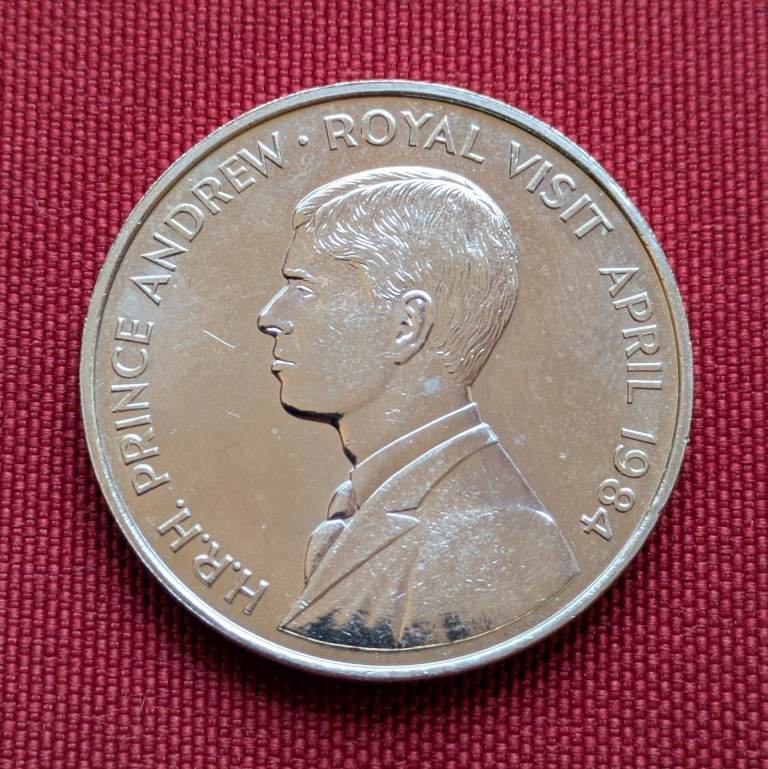 H.R.H. PRINCE ANDREW · ROYAL VISIT APRIL 1984